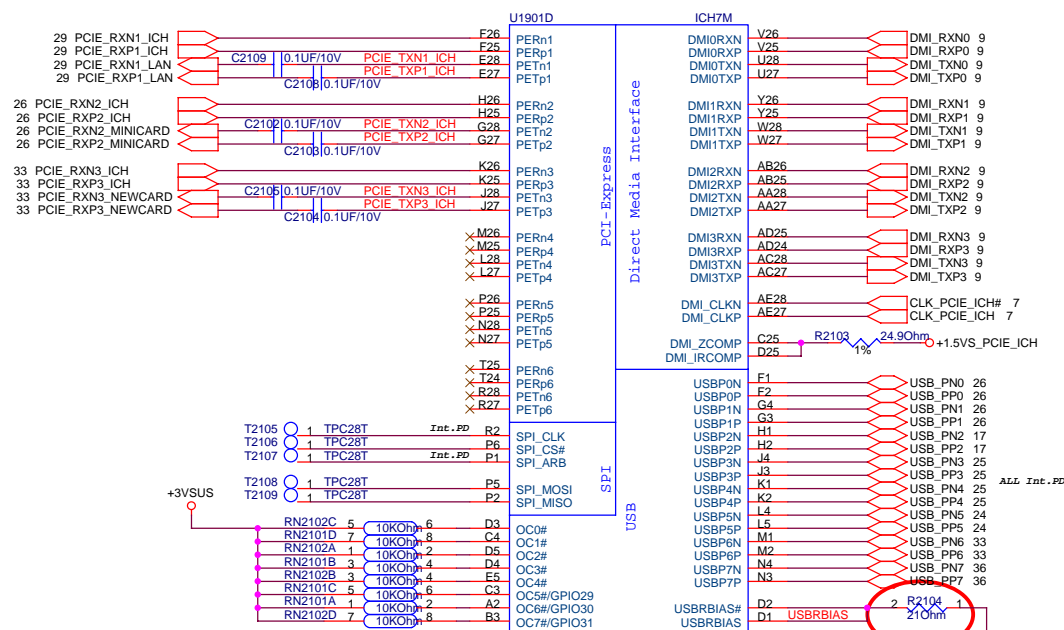 U1901D ICH7M
29 PCIE_RXN1_ICH F26 PERn1 DMI0RXN V26 DMI_RXN0 9
29 PCIE_RXP1_ICH F25 PERp1 DMI0RXP V25 DMI_RXP0 9
29 PCIE_RXN1_LAN C2109 0.1UF/10V PCIE_TXN1_ICH E28 PETn1 DMI0TXN U28 DMI_TXN0 9
29 PCIE_RXP1_LAN C2108 0.1UF/10V PCIE_TXP1_ICH E27 PETp1 DMI0TXP U27 DMI_TXP0 9
26 PCIE_RXN2_ICH H26 PERn2 DMI1RXN Y26 DMI_RXN1 9
26 PCIE_RXP2_ICH H25 PERp2 DMI1RXP Y25 DMI_RXP1 9
26 PCIE_RXN2_MINICARD C2102 0.1UF/10V PCIE_TXN2_ICH G28 PETn2 DMI1TXN W28 DMI_TXN1 9
26 PCIE_RXP2_MINICARD C2103 0.1UF/10V PCIE_TXP2_ICH G27 PETp2 DMI1TXP W27 DMI_TXP1 9
33 PCIE_RXN3_ICH K26 PERn3 DMI2RXN AB26 DMI_RXN2 9
33 PCIE_RXP3_ICH K25 PERp3 DMI2RXP AB25 DMI_RXP2 9
33 PCIE_RXN3_NEWCARD C2105 0.1UF/10V PCIE_TXN3_ICH J28 PETn3 DMI2TXN AA28 DMI_TXN2 9
33 PCIE_RXP3_NEWCARD C2104 0.1UF/10V PCIE_TXP3_ICH J27 PETp3 DMI2TXP AA27 DMI_TXP2 9
PCI-Express
Direct Media Interface
M26 PERn4 DMI3RXN AD25 DMI_RXN3 9
M25 PERp4 DMI3RXP AD24 DMI_RXP3 9
L28 PETn4 DMI3TXN AC28 DMI_TXN3 9
L27 PETp4 DMI3TXP AC27 DMI_TXP3 9
P26 PERn5 DMI_CLKN AE28 CLK_PCIE_ICH# 7
P25 PERp5 DMI_CLKP AE27 CLK_PCIE_ICH 7
N28 PETn5
N27 PETp5 DMI_ZCOMP C25 R2103 24.9Ohm +1.5VS_PCIE_ICH
DMI_IRCOMP D25 1%
T25 PERn6
T24 PERp6 USBP0N F1 USB_PN0 26
R28 PETn6 USBP0P F2 USB_PP0 26
R27 PETp6 USBP1N G4 USB_PN1 26
USBP1P G3 USB_PP1 26
T2105 1 TPC28T Int.PD R2 SPI_CLK USBP2N H1 USB_PN2 17
T2106 1 TPC28T P6 SPI_CS# USBP2P H2 USB_PP2 17
T2107 1 TPC28T Int.PD P1 SPI_ARB USBP3N J4 USB_PN3 25
USBP3P J3 USB_PP3 25
T2108 1 TPC28T P5 SPI_MOSI USBP4N K1 USB_PN4 25
T2109 1 TPC28T P2 SPI_MISO USBP4P K2 USB_PP4 25
ALL Int.PD
SPI
USB
USBP5N L4 USB_PN5 24
+3VSUS
RN2102C 5 10KOhm 6 D3 OC0# USBP5P L5 USB_PP5 24
RN2101D 7 10KOhm 8 C4 OC1# USBP6N M1 USB_PN6 33
RN2102A 1 10KOhm 2 D5 OC2# USBP6P M2 USB_PP6 33
RN2101B 3 10KOhm 4 D4 OC3# USBP7N N4 USB_PN7 36
RN2102B 3 10KOhm 4 E5 OC4# USBP7P N3 USB_PP7 36
RN2101C 5 10KOhm 6 C3 OC5#/GPIO29
RN2101A 1 10KOhm 2 A2 OC6#/GPIO30 USBRBIAS# D2 2 R2104 1
RN2102D 7 10KOhm 8 B3 OC7#/GPIO31 USBRBIAS D1 USBRBIAS 21Ohm